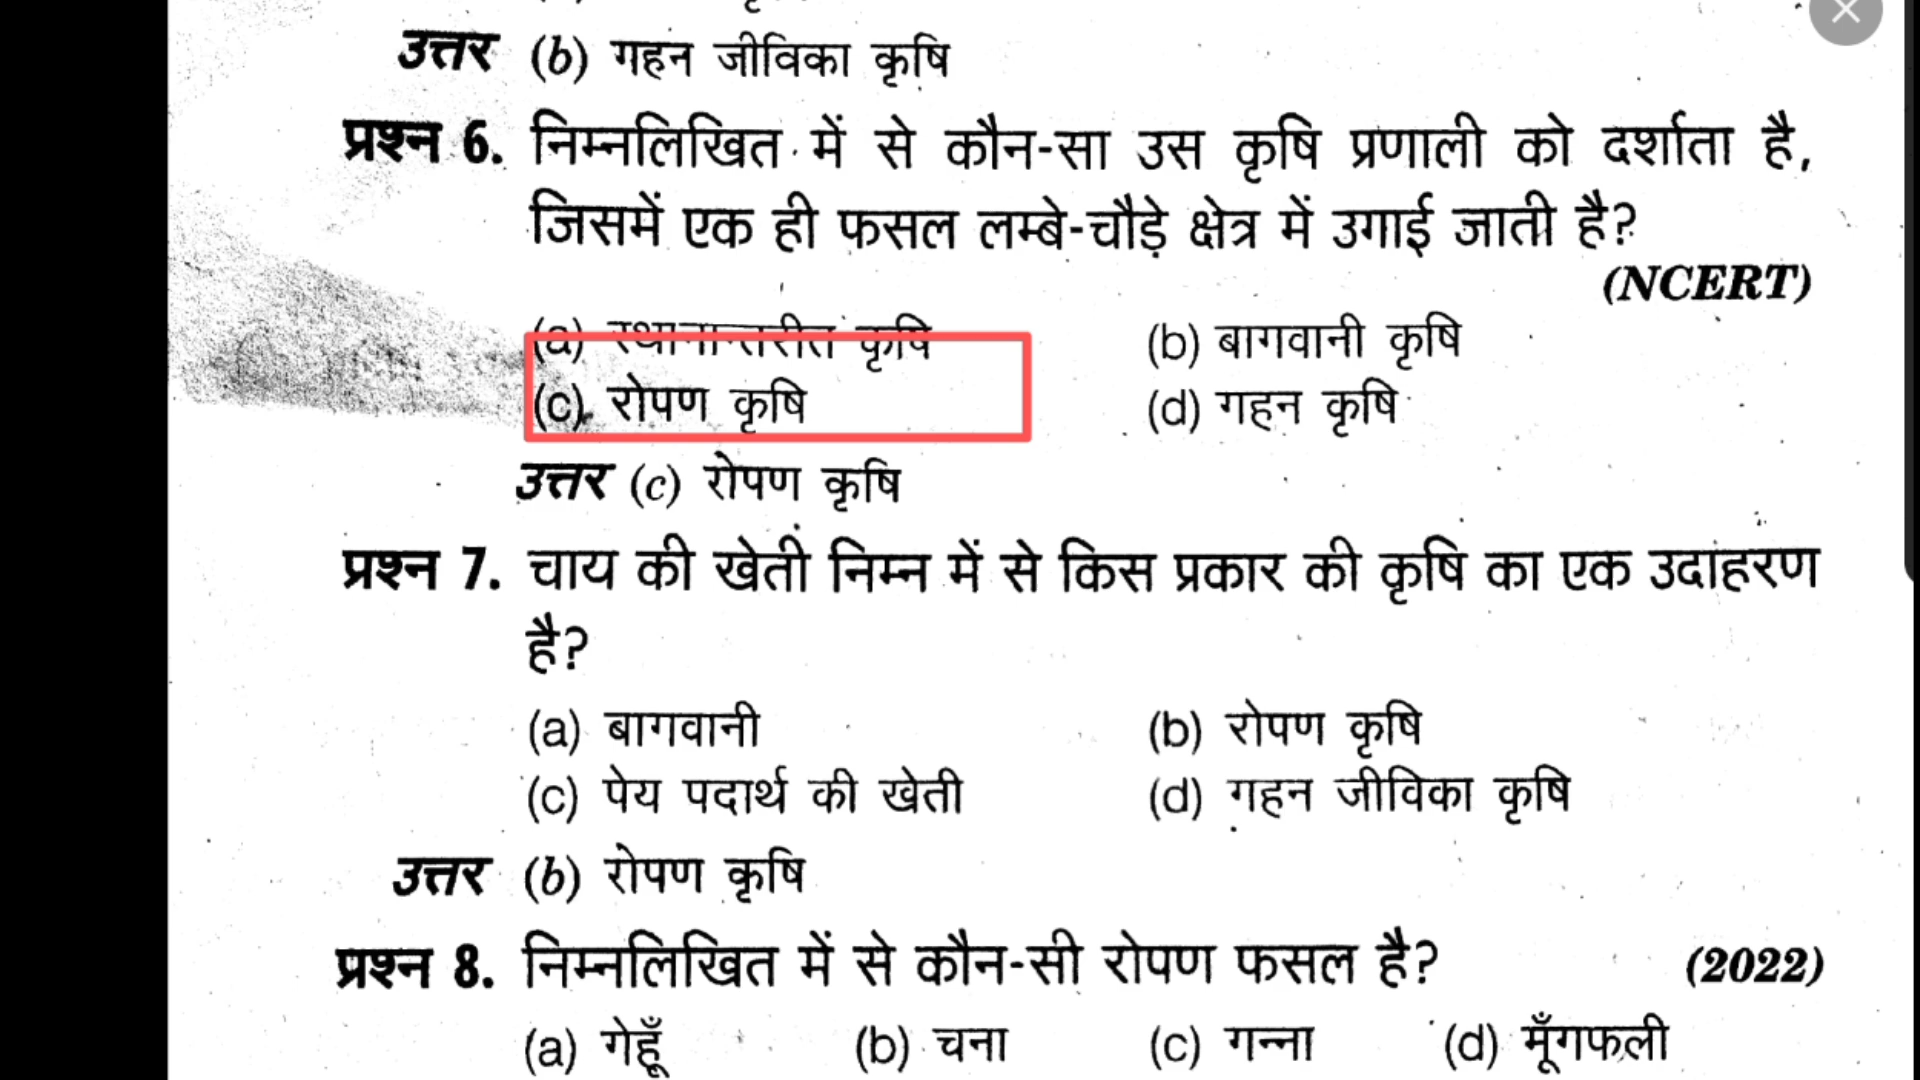 उत्तर (b) गहन जीविका कृषि
प्रश्न 6. निम्नलिखित में से कौन-सा उस कृषि प्रणाली को दर्शाता है,
जिसमें एक ही फसल लम्बे-चौड़े क्षेत्र में उगाई जाती है?
(NCERT)
(a) स्थानान्तरीत कृषि (b) बागवानी कृषि
(c) रोपण कृषि (d) गहन कृषि
उत्तर (c) रोपण कृषि
प्रश्न 7. चाय की खेती निम्न में से किस प्रकार की कृषि का एक उदाहरण
है?
(a) बागवानी (b) रोपण कृषि
(c) पेय पदार्थ की खेती (d) गहन जीविका कृषि
उत्तर (b) रोपण कृषि
प्रश्न 8. निम्नलिखित में से कौन-सी रोपण फसल है? (2022)
(a) गेहूँ (b) चना (c) गन्ना (d) मूँगफली